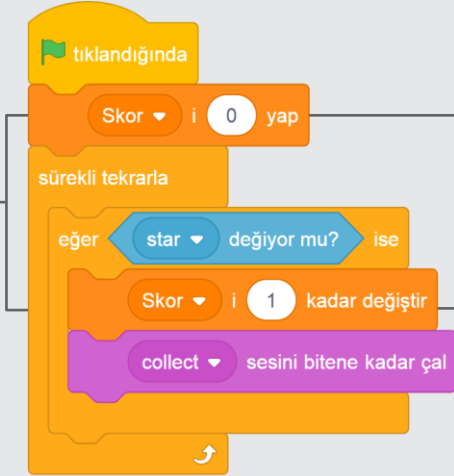 tıklandığında
Skor i 0 yap
sürekli tekrarla
eğer star değiyor mu? ise
Skor i 1 kadar değiştir
collect sesini bitene kadar çal